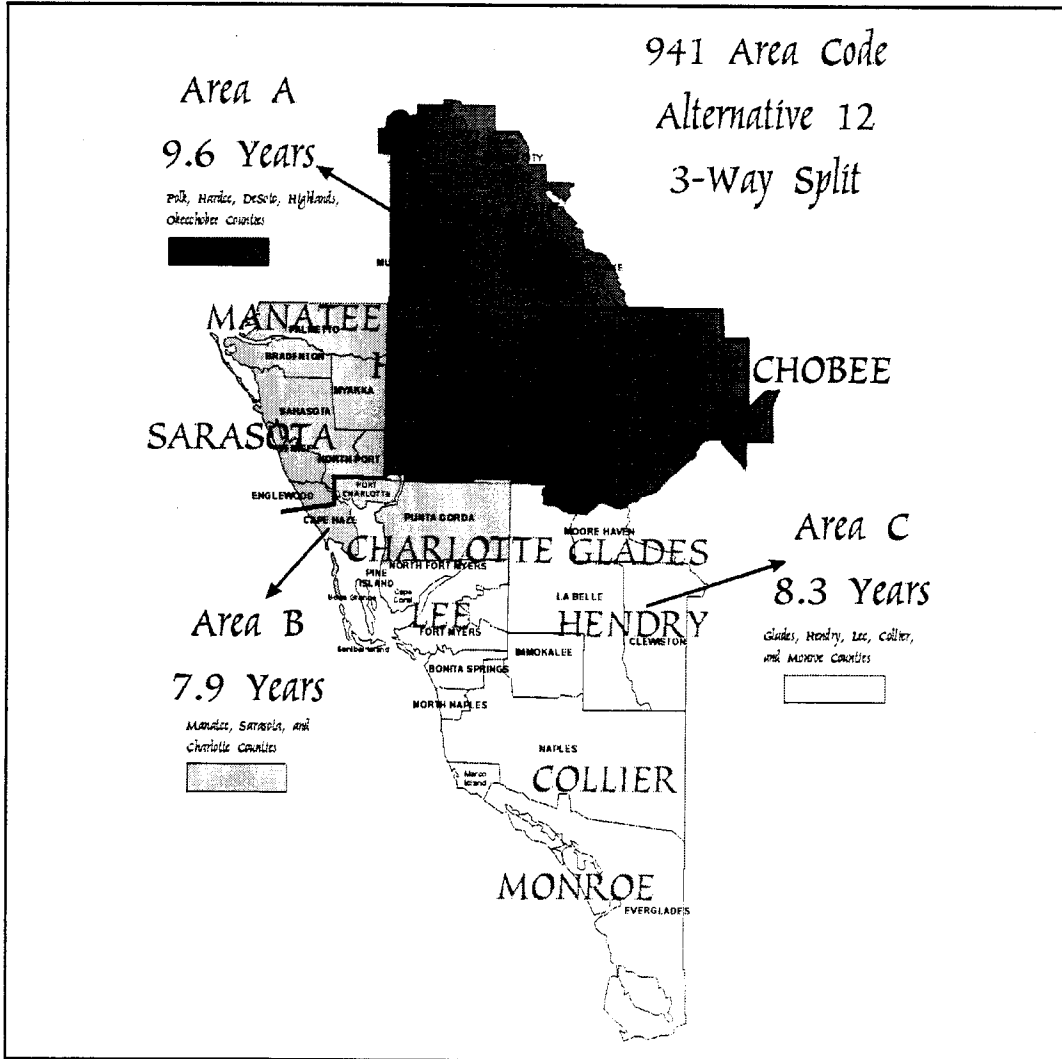 941 Area Code
Alternative 12
3-Way Split
Area A
9.6 Years
Polk, Hardee, DeSoto, Highlands,
Okeechobee Counties
TY
MU
KE
MANATEE
PALMETTO
BRADENTON
H
CHOBEE
MYAKKA
SARASOTA
SARASOTA
NORTH PORT
PORT
CHARLOTTE
ENGLEWOOD
CAPE HAZE
PUNTA GORDA
MOORE HAVEN
CHARLOTTE GLADES
NORTH FORT MYERS
PINE
ISLAND
Cape
Coral
LA BELLE
LEE
HENDRY
FORT MYERS
CLEWISTON
IMMOKALEE
BONITA SPRINGS
NORTH NAPLES
Area C
8.3 Years
Glades, Hendry, Lee, Collier,
and Monroe Counties
Area B
7.9 Years
Manatee, Sarasota, and
Charlotte Counties
NAPLES
Marco
Island
COLLIER
MONROE
EVERGLADES